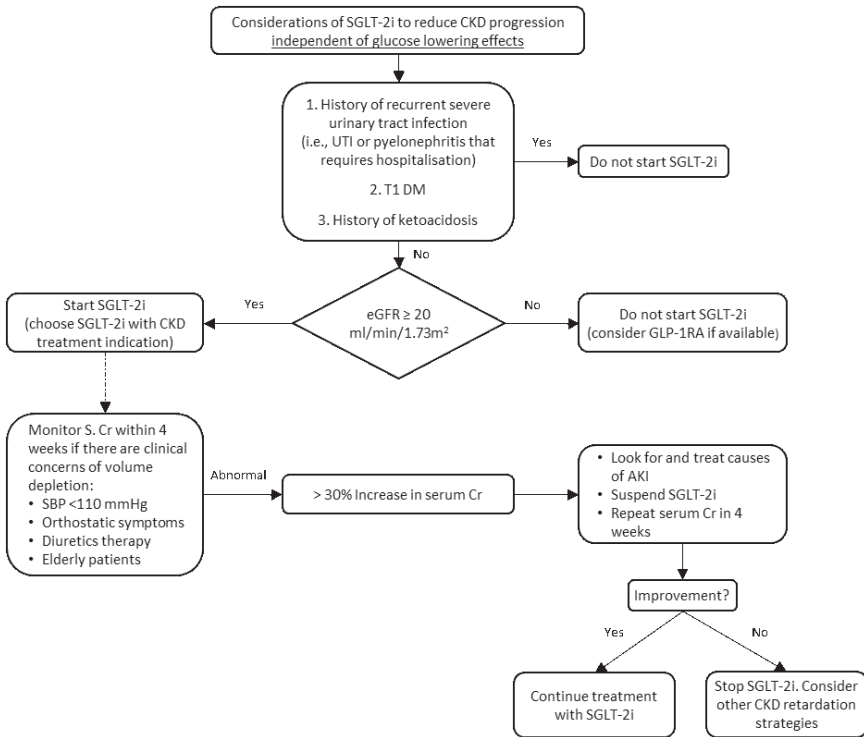 Considerations of SGLT-2i to reduce CKD progression
independent of glucose lowering effects
1. History of recurrent severe
urinary tract infection
(i.e., UTI or pyelonephritis that
requires hospitalisation)
2. T1 DM
3. History of ketoacidosis
Yes
Do not start SGLT-2i
No
Start SGLT-2i
(choose SGLT-2i with CKD
treatment indication)
Yes
eGFR ≥ 20
ml/min/1.73m²
No
Do not start SGLT-2i
(consider GLP-1RA if available)
Monitor S. Cr within 4
weeks if there are clinical
concerns of volume
depletion:
• SBP <110 mmHg
• Orthostatic symptoms
• Diuretics therapy
• Elderly patients
Abnormal
> 30% Increase in serum Cr
• Look for and treat causes
of AKI
• Suspend SGLT-2i
• Repeat serum Cr in 4
weeks
Improvement?
Yes
No
Continue treatment
with SGLT-2i
Stop SGLT-2i. Consider
other CKD retardation
strategies